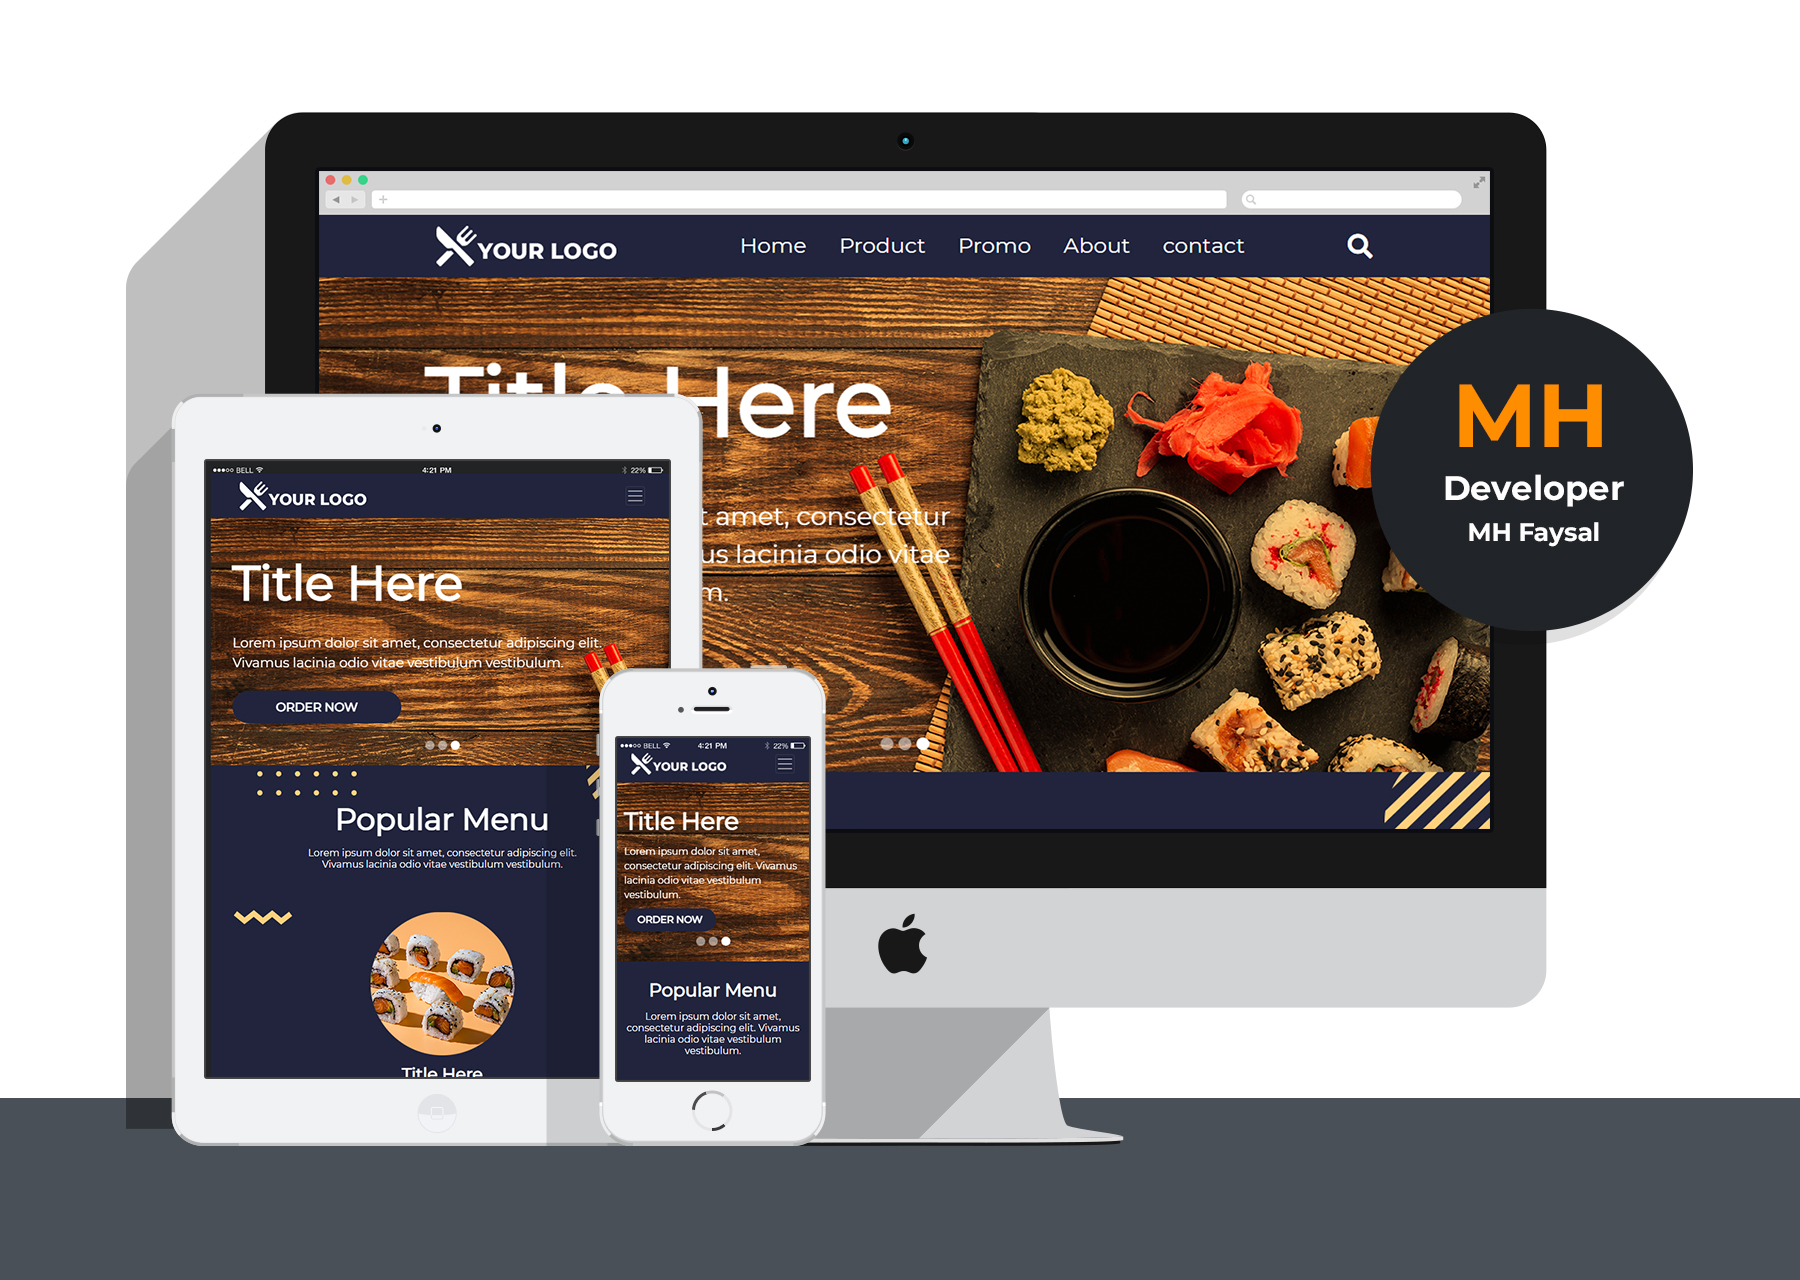 YOUR LOGO
Home Product Promo About contact
Title Here
t amet, consectetur
us lacinia odio vitae
m.
MH
Developer
MH Faysal
BELL 4:21 PM 22%
YOUR LOGO
Title Here
Lorem ipsum dolor sit amet, consectetur adipiscing elit.
Vivamus lacinia odio vitae vestibulum vestibulum.
ORDER NOW
Popular Menu
Lorem ipsum dolor sit amet, consectetur adipiscing elit.
Vivamus lacinia odio vitae vestibulum vestibulum.
Title Here
BELL 4:21 PM 22%
YOUR LOGO
Title Here
Lorem ipsum dolor sit amet,
consectetur adipiscing elit. Vivamus
lacinia odio vitae vestibulum
vestibulum.
ORDER NOW
Popular Menu
Lorem ipsum dolor sit amet,
consectetur adipiscing elit. Vivamus
lacinia odio vitae vestibulum
vestibulum.